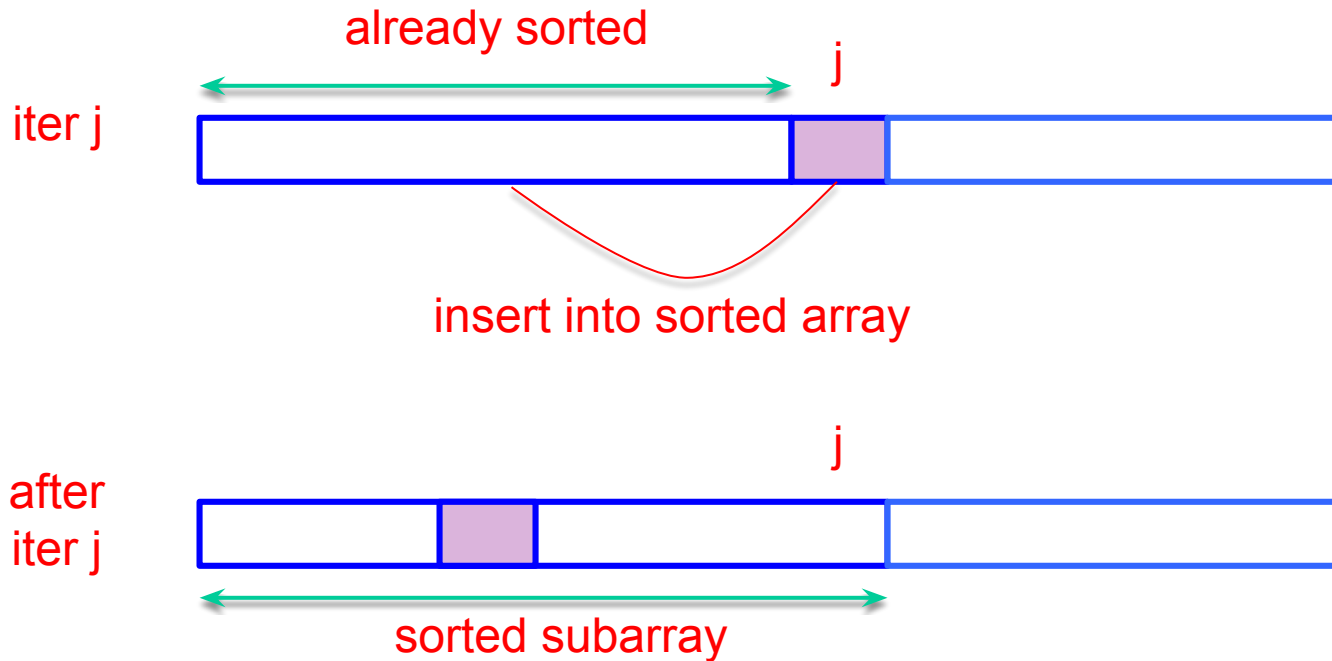 already sorted
j
iter j
insert into sorted array
j
after
iter j
sorted subarray